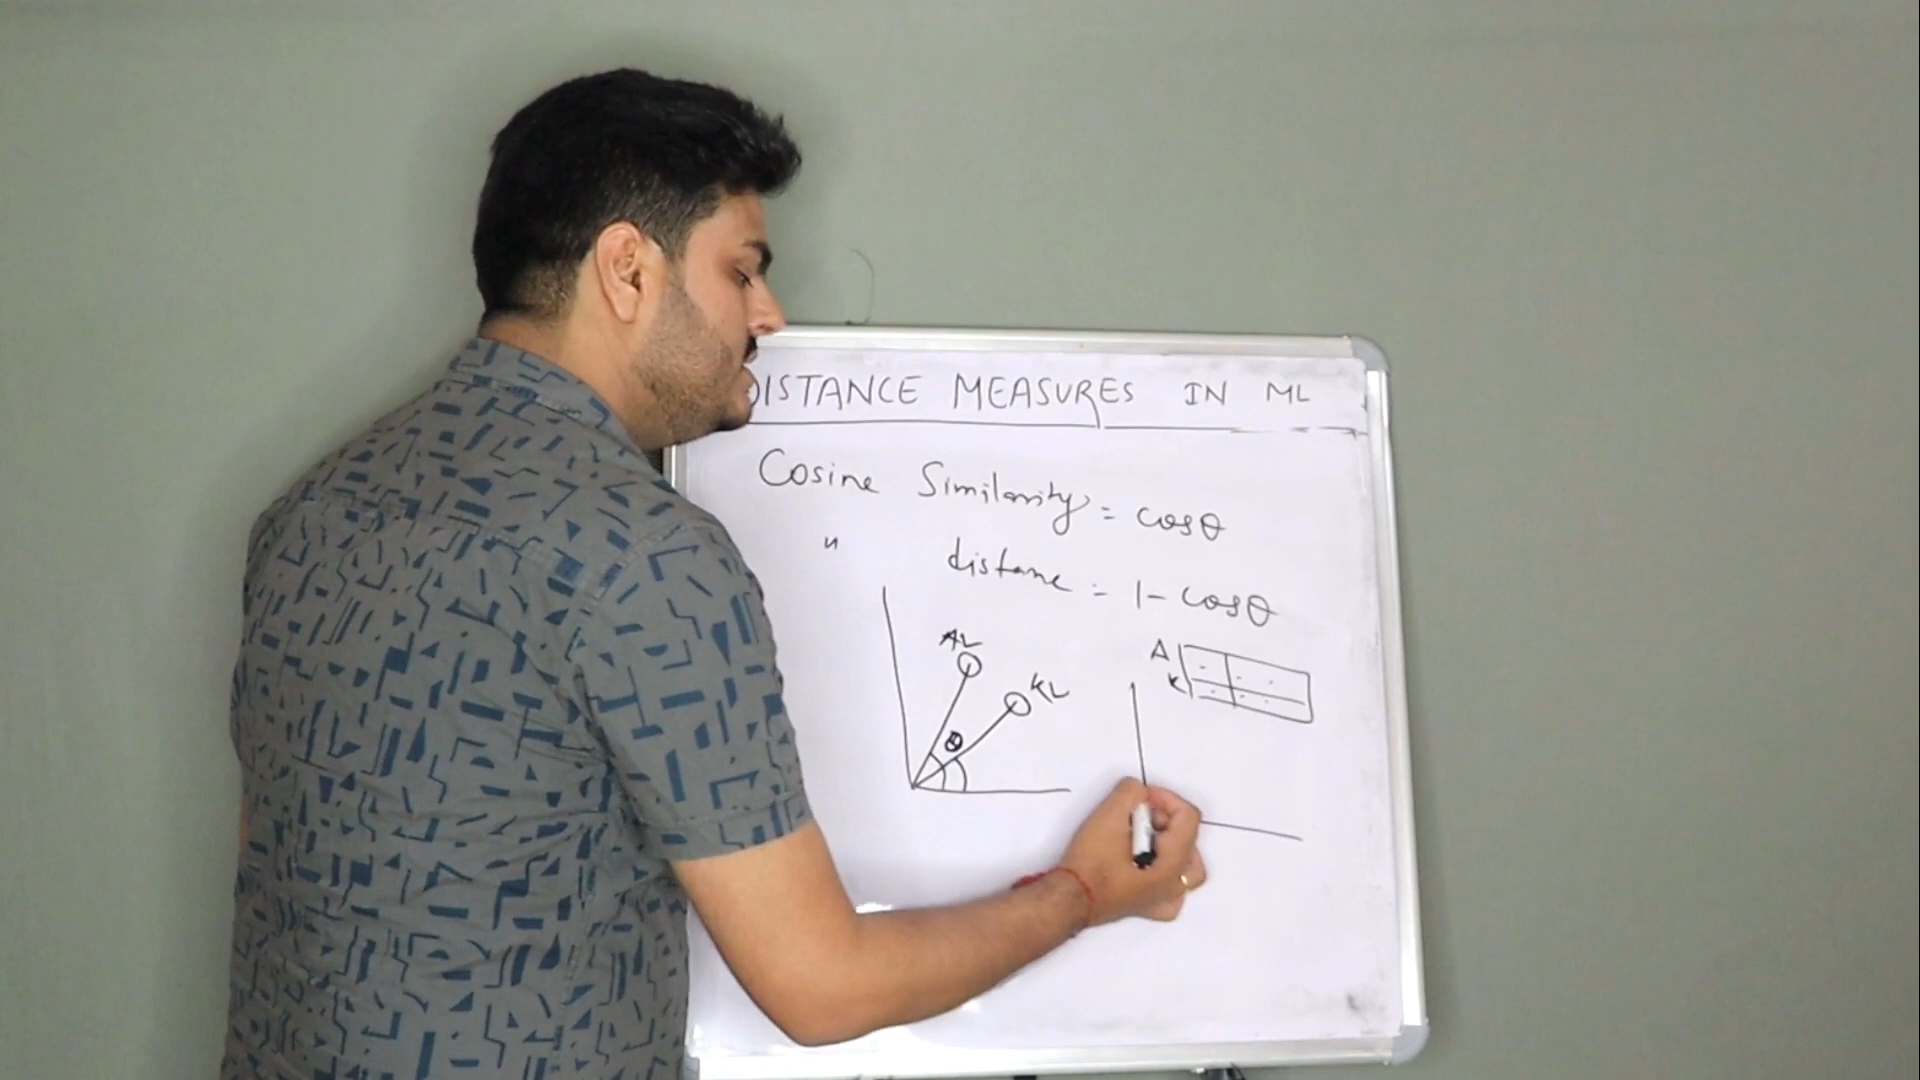 DISTANCE MEASURES IN ML
Cosine Similarity = cosθ
" distance = 1 - cosθ
AL
KL
θ
A
K